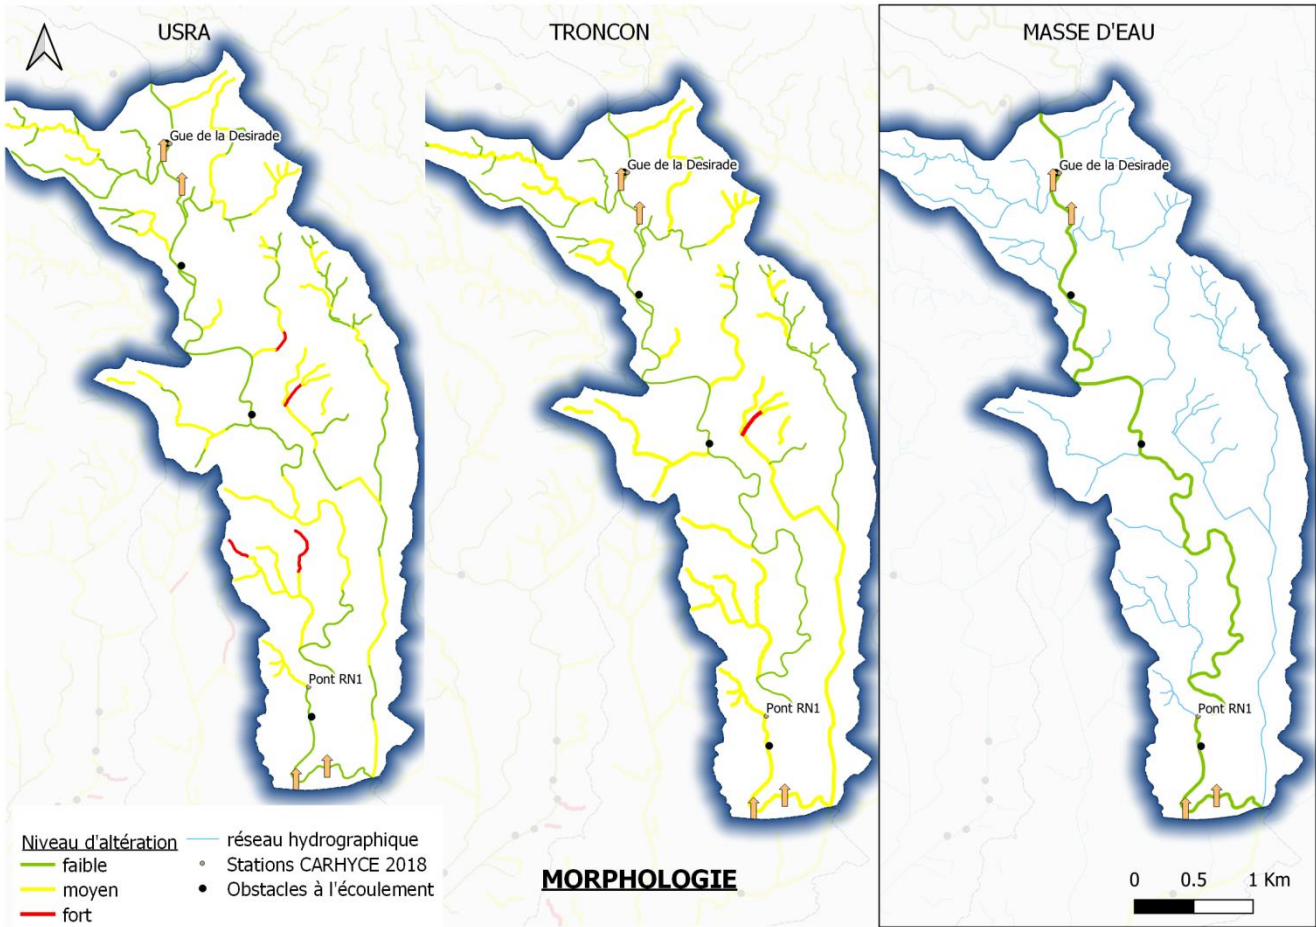 USRA
TRONCON
MASSE D'EAU
Gue de la Desirade
Gue de la Desirade
Gue de la Desirade
Pont RN1
Pont RN1
Pont RN1
Niveau d'altération
faible
moyen
fort
réseau hydrographique
Stations CARHYCE 2018
Obstacles à l'écoulement
MORPHOLOGIE
0 0.5 1 Km